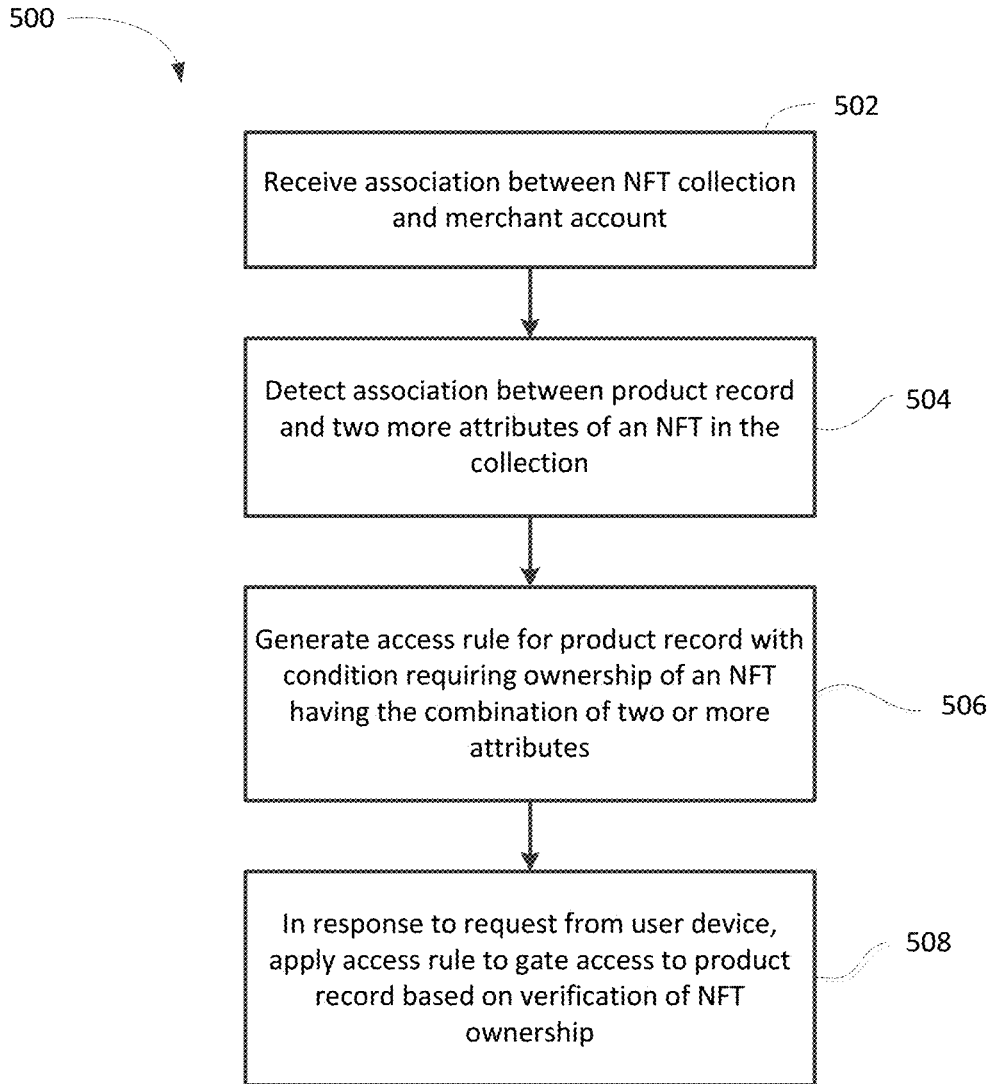 500
502
Receive association between NFT collection
and merchant account
Detect association between product record
and two more attributes of an NFT in the
collection
504
Generate access rule for product record with
condition requiring ownership of an NFT
having the combination of two or more
attributes
506
In response to request from user device,
apply access rule to gate access to product
record based on verification of NFT
ownership
508